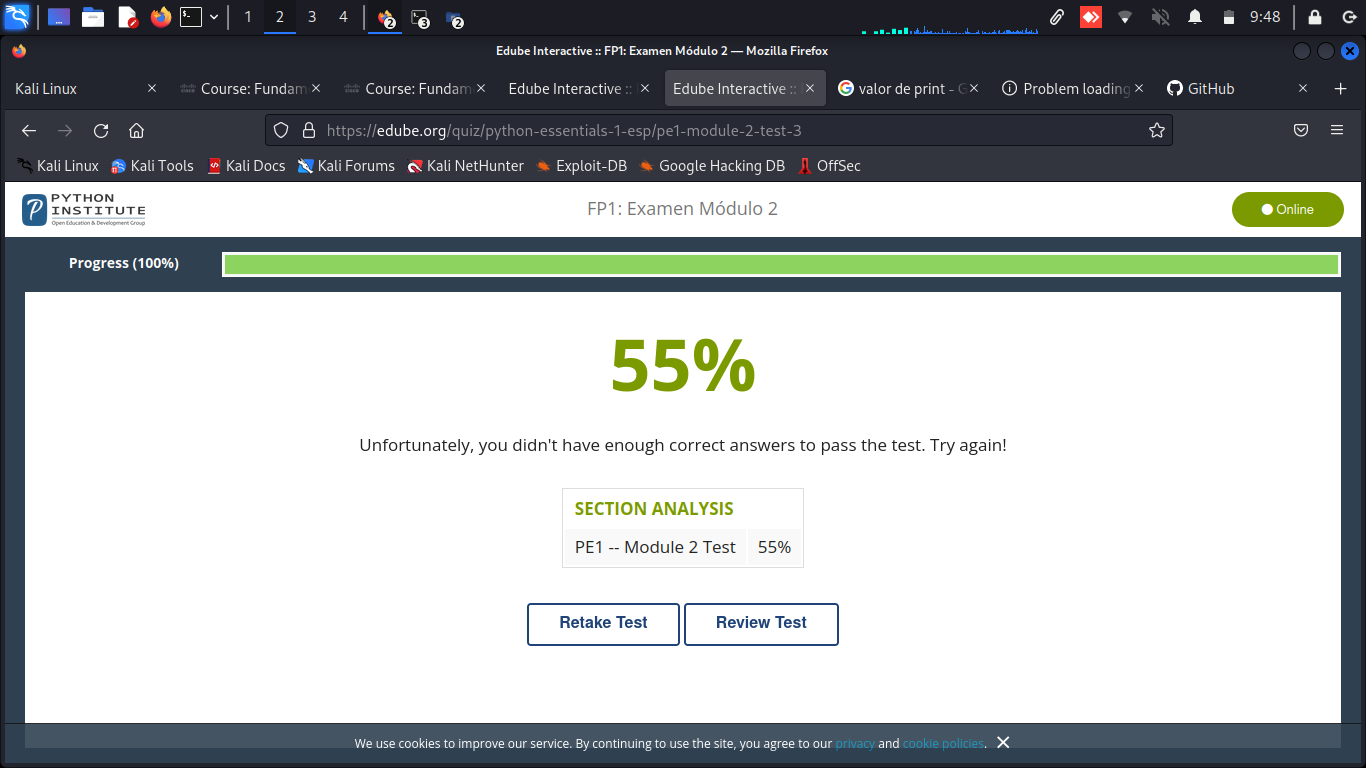 1 2 3 4 2 3 2 9:48
Edube Interactive :: FP1: Examen Módulo 2 — Mozilla Firefox
Kali Linux Course: Fundam Course: Fundam Edube Interactive :: Edube Interactive :: valor de print - G Problem loading GitHub
https://edube.org/quiz/python-essentials-1-esp/pe1-module-2-test-3
Kali Linux Kali Tools Kali Docs Kali Forums Kali NetHunter Exploit-DB Google Hacking DB OffSec
PYTHON
INSTITUTE
Open Education & Development Group
FP1: Examen Módulo 2
Online
Progress (100%)
55%
Unfortunately, you didn't have enough correct answers to pass the test. Try again!
SECTION ANALYSIS
PE1 -- Module 2 Test 55%
Retake Test Review Test
We use cookies to improve our service. By continuing to use the site, you agree to our privacy and cookie policies.